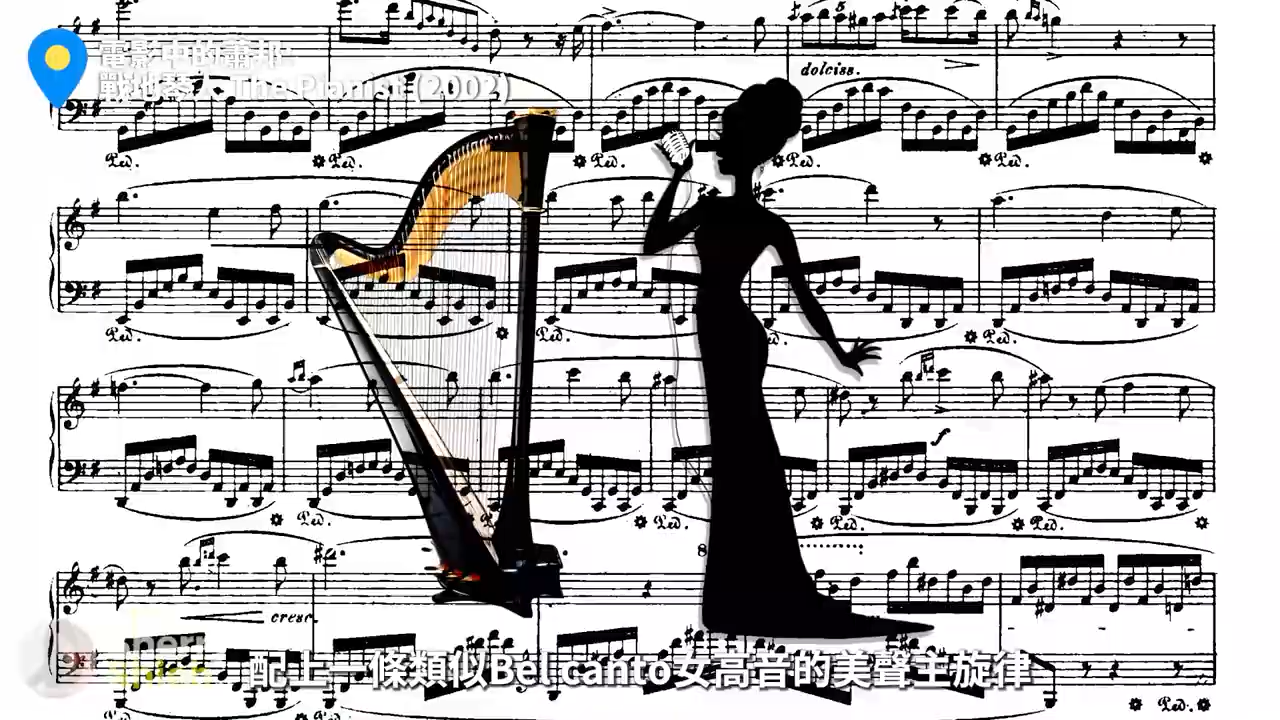 電影中的蕭邦
戰地琴人 The Pianist (2002)
dolciss.
f
cresc.
配上一條類似Bel canto女高音的美聲主旋律